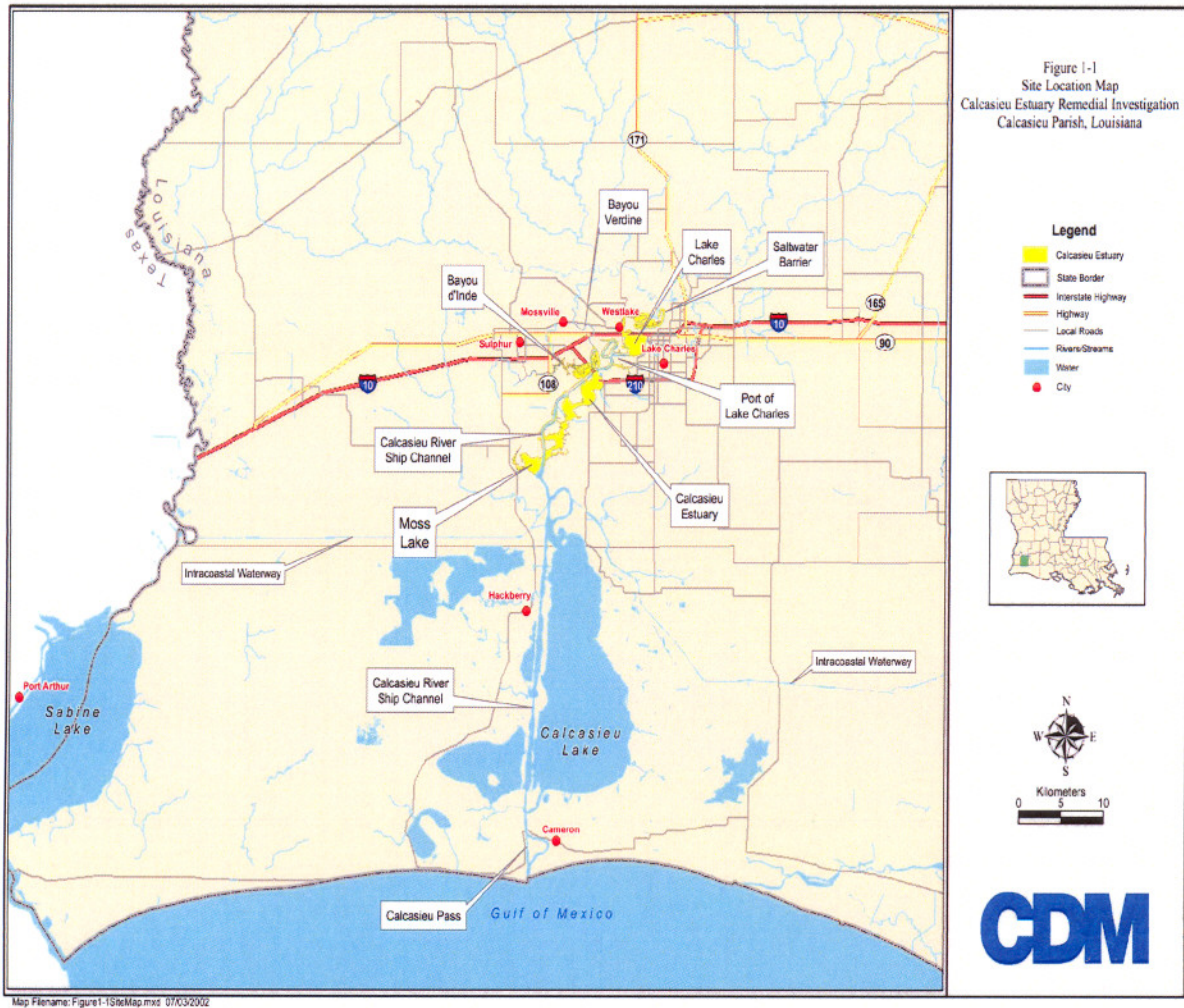 Figure 1-1
Site Location Map
Calcasieu Estuary Remedial Investigation
Calcasieu Parish, Louisiana
Legend
Calcasieu Estuary
State Border
Interstate Highway
Highway
Local Roads
Rivers/Streams
Water
City
N
W
E
S
Kilometers
0 5 10
CDM
171
Louisiana
Texas
Bayou
Verdine
Lake
Charles
Saltwater
Barrier
Bayou
d'Inde
165
Mossville
Westlake
10
Sulphur
90
Lake Charles
10
108
210
Port of
Lake Charles
Calcasieu River
Ship Channel
Calcasieu
Estuary
Moss
Lake
Intracoastal Waterway
Hackberry
Intracoastal Waterway
Calcasieu River
Ship Channel
Port Arthur
Sabine
Lake
Calcasieu
Lake
Cameron
Calcasieu Pass
Gulf of Mexico
Map Filename: Figure1-1SiteMap.mxd 07/03/2002